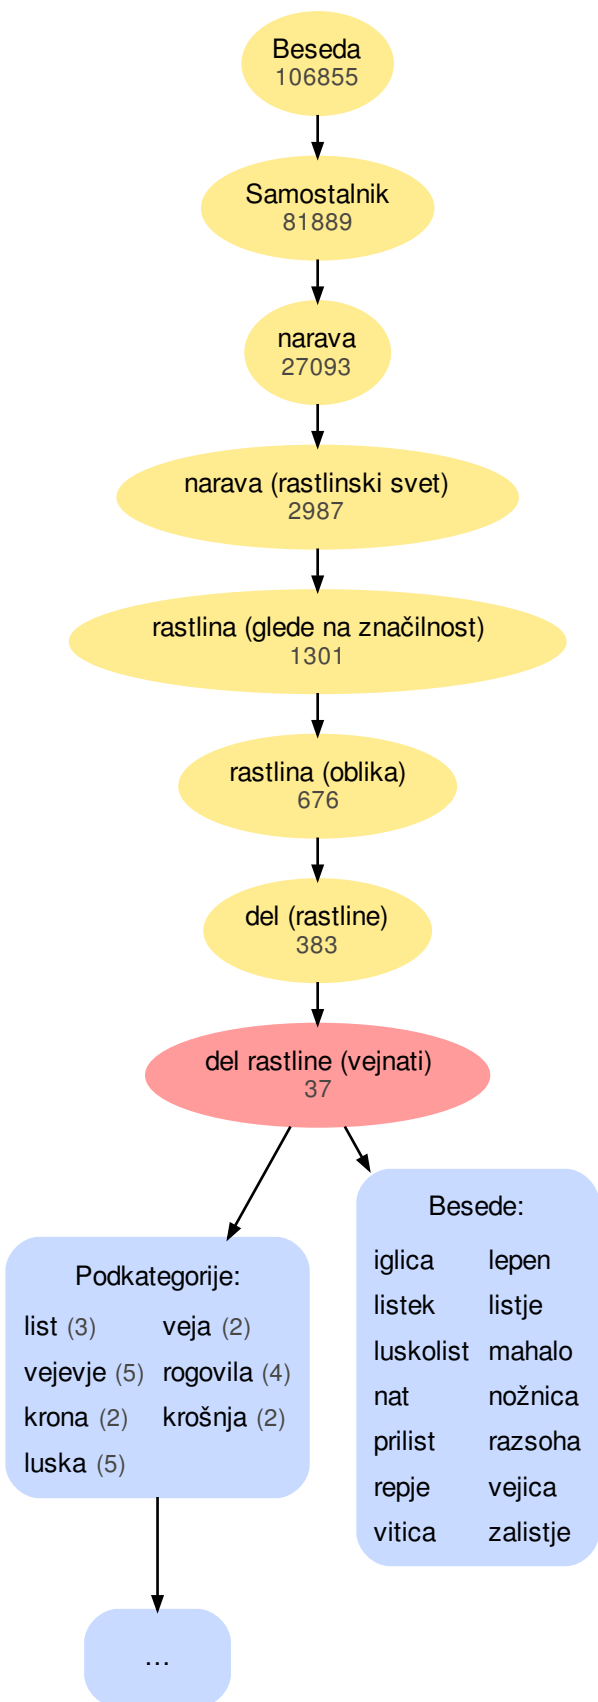 Beseda
106855
Samostalnik
81889
narava
27093
narava (rastlinski svet)
2987
rastlina (glede na značilnost)
1301
rastlina (oblika)
676
del (rastline)
383
del rastline (vejnati)
37
Podkategorije:
list (3) veja (2)
vejevje (5) rogovila (4)
krona (2) krošnja (2)
luska (5)
...
Besede:
iglica lepen
listek listje
luskolist mahalo
nat nožnica
prilist razsoha
repje vejica
vitica zalistje